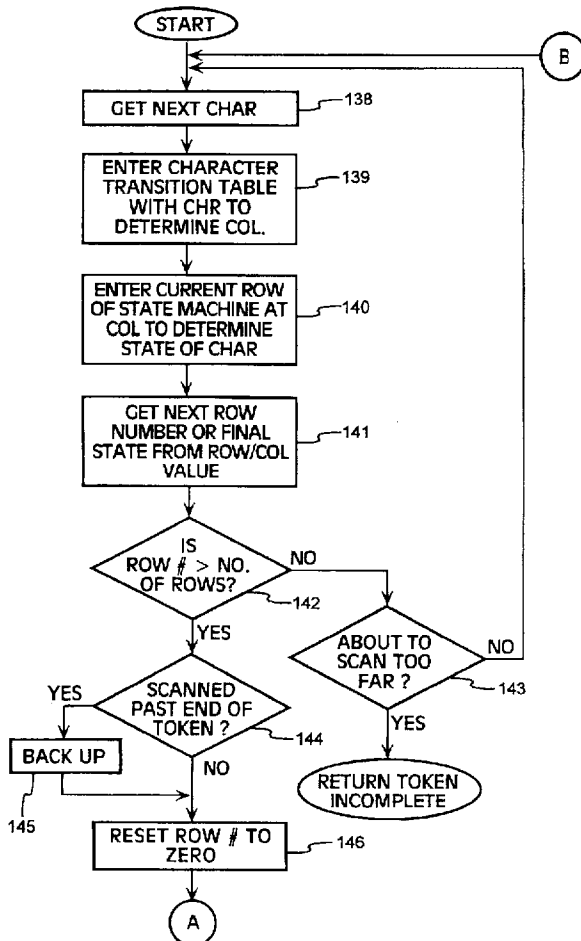 START
B
GET NEXT CHAR
138
ENTER CHARACTER
TRANSITION TABLE
WITH CHR TO
DETERMINE COL.
139
ENTER CURRENT ROW
OF STATE MACHINE AT
COL TO DETERMINE
STATE OF CHAR
140
GET NEXT ROW
NUMBER OR FINAL
STATE FROM ROW/COL
VALUE
141
IS
ROW # > NO.
OF ROWS?
NO
142
YES
ABOUT TO
SCAN TOO
FAR ?
NO
143
YES
RETURN TOKEN
INCOMPLETE
SCANNED
PAST END OF
TOKEN ?
YES
144
NO
BACK UP
145
RESET ROW # TO
ZERO
146
A